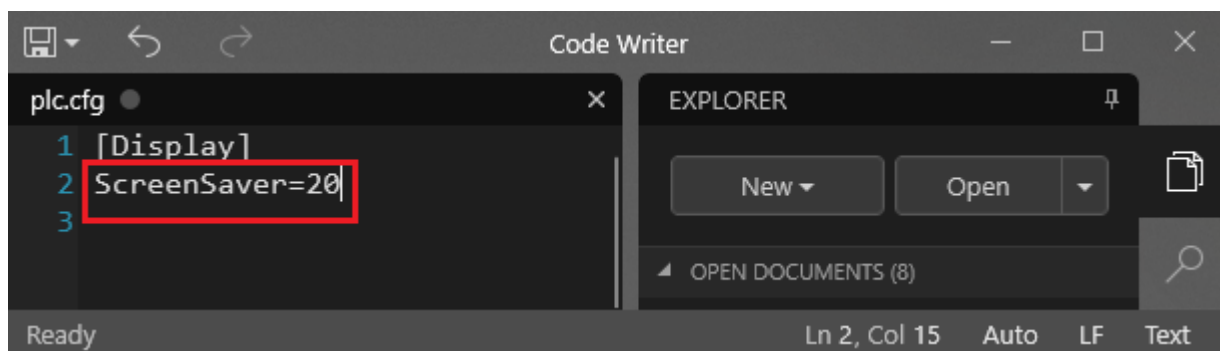 Code Writer
plc.cfg
EXPLORER
1 [Display]
2 ScreenSaver=20
3
New
Open
OPEN DOCUMENTS (8)
Ready
Ln 2, Col 15 Auto LF Text